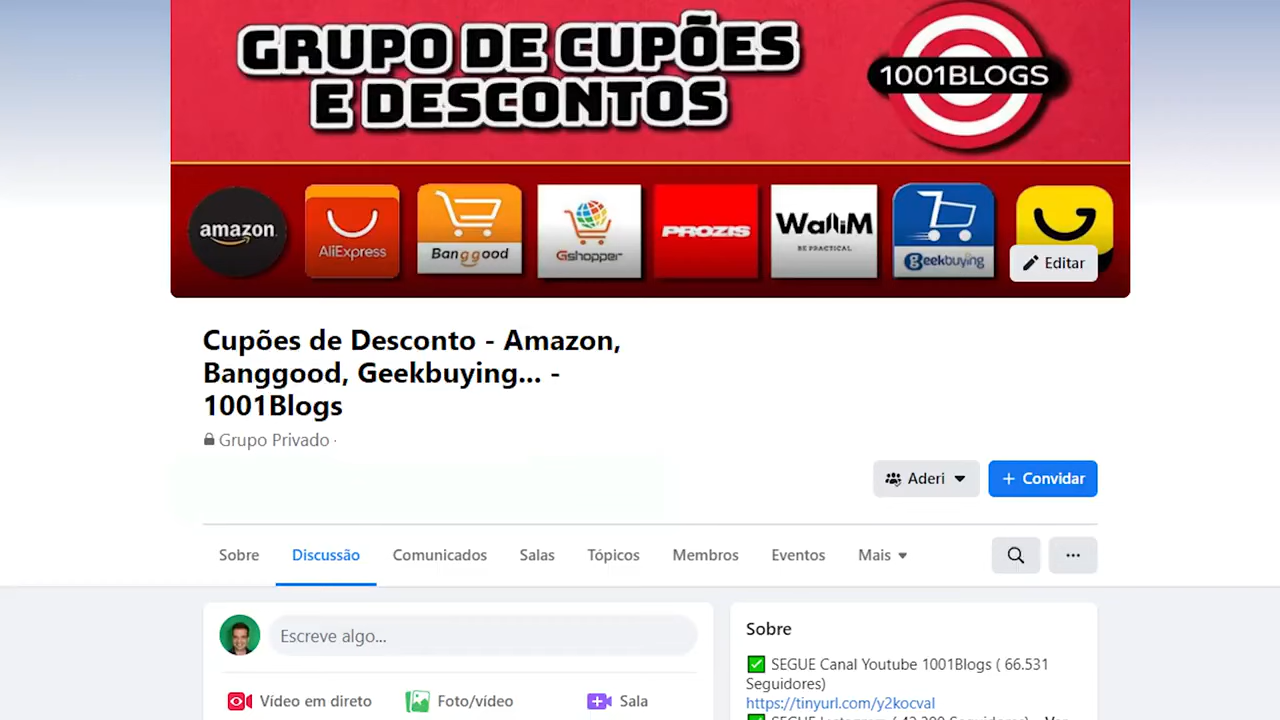 GRUPO DE CUPÕES
E DESCONTOS
1001BLOGS
amazon
AliExpress
Banggood
Gshopper
PROZIS
WalliM
BE PRACTICAL
geekbuying
Editar
Cupões de Desconto - Amazon,
Banggood, Geekbuying... -
1001Blogs
Grupo Privado ·
Aderi
+ Convidar
Sobre
Discussão
Comunicados
Salas
Tópicos
Membros
Eventos
Mais
...
Escreve algo...
Vídeo em direto
Foto/vídeo
Sala
Sobre
✅ SEGUE Canal Youtube 1001Blogs ( 66.531
Seguidores)
https://tinyurl.com/y2kocval